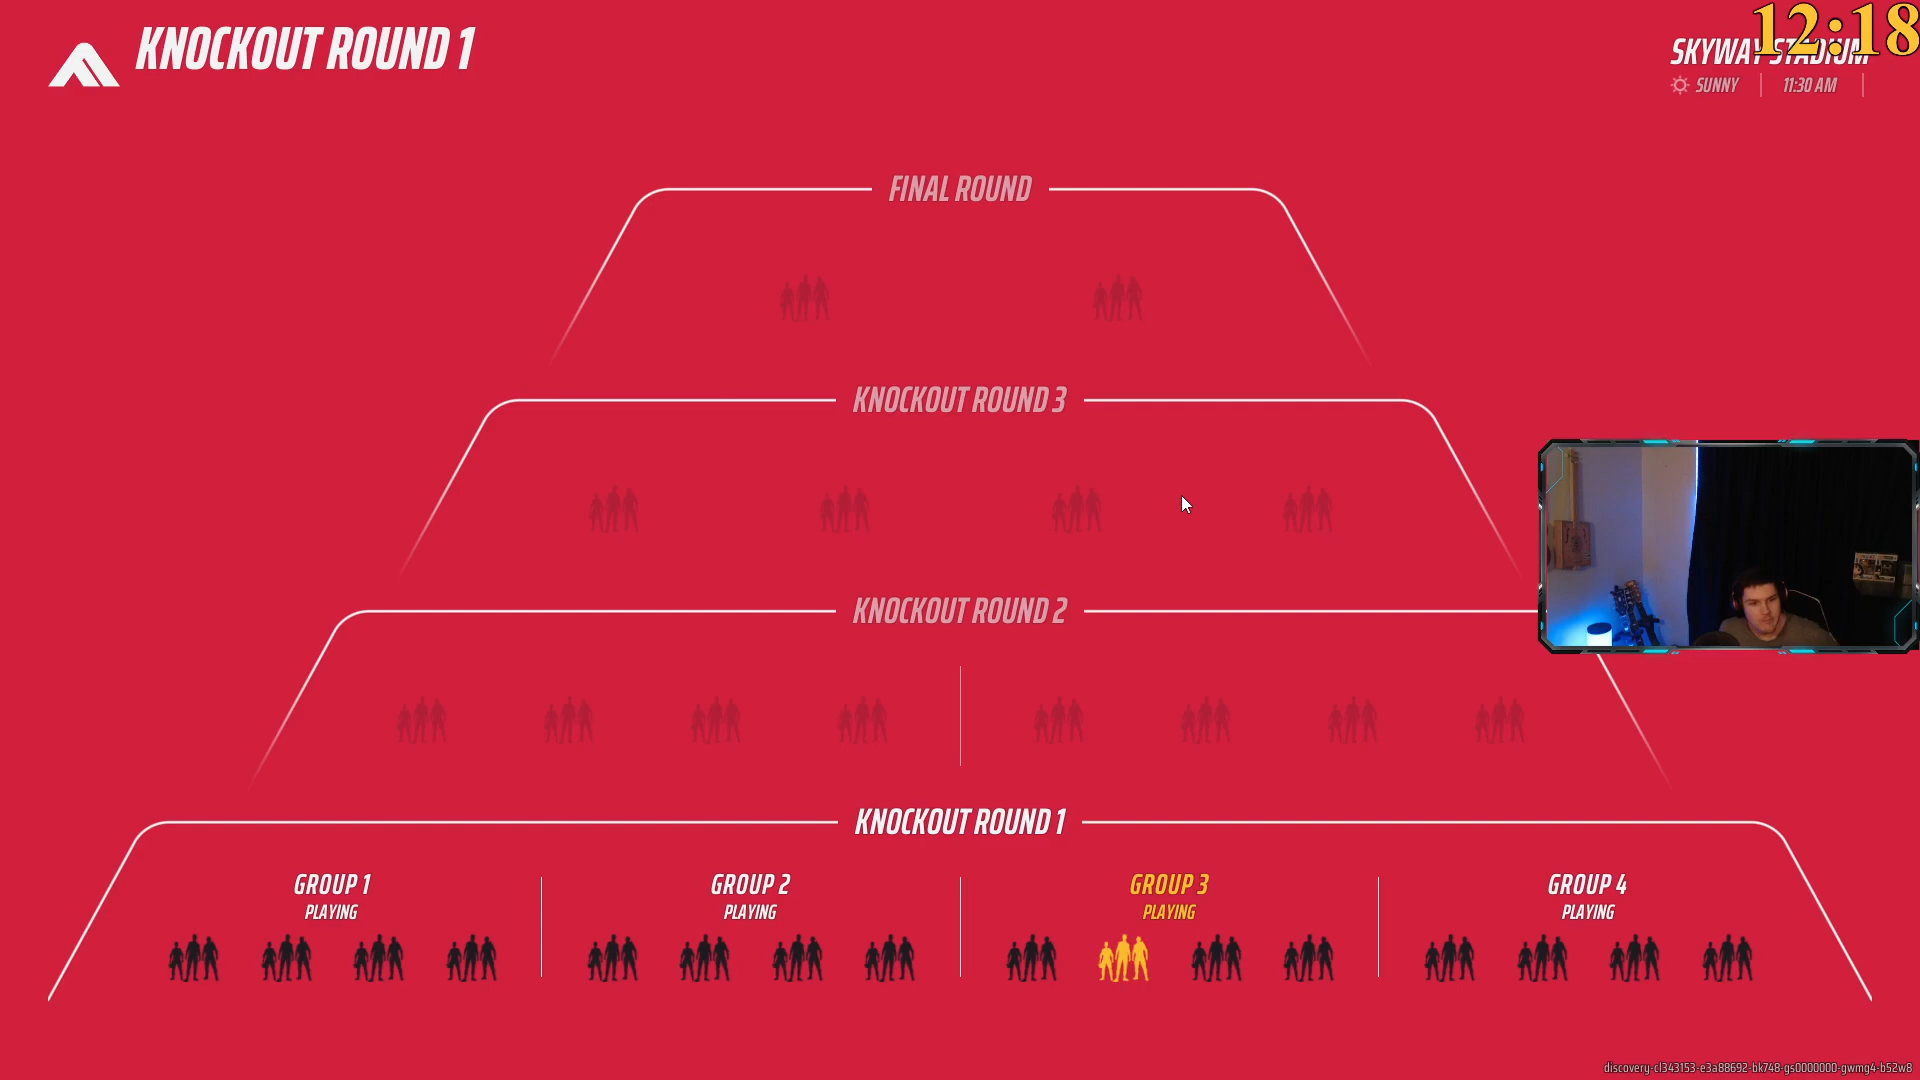 KNOCKOUT ROUND 1
12:18
SKYWAY STADIUM
SUNNY
11:30 AM
FINAL ROUND
KNOCKOUT ROUND 3
KNOCKOUT ROUND 2
KNOCKOUT ROUND 1
GROUP 1
PLAYING
GROUP 2
PLAYING
GROUP 3
PLAYING
GROUP 4
PLAYING
discovery-cl343153-e3a88692-bk748-gs0000000-gwmg4-b52w8